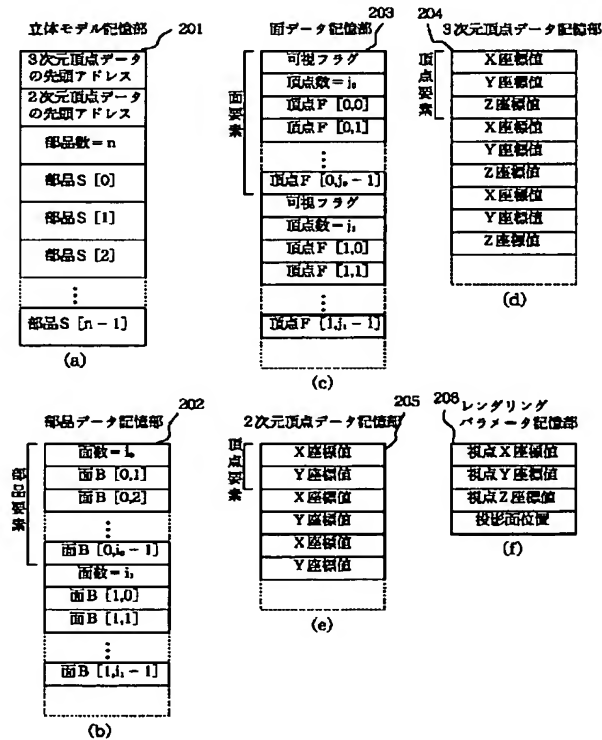 立体モデル記憶部
201
3次元頂点データ
の先頭アドレス
2次元頂点データ
の先頭アドレス
部品数=n
部品S [0]
部品S [1]
部品S [2]
⋮
部品S [n-1]
(a)
面データ記憶部
203
面要素
可視フラグ
頂点数=j₀
頂点F [0,0]
頂点F [0,1]
⋮
頂点F [0,j₀-1]
可視フラグ
頂点数=j₁
頂点F [1,0]
頂点F [1,1]
⋮
頂点F [1,j₁-1]
(c)
204
3次元頂点データ記憶部
頂点要素
X座標値
Y座標値
Z座標値
X座標値
Y座標値
Z座標値
X座標値
Y座標値
Z座標値
(d)
部品データ記憶部
202
部品要素
面数=i₀
面B [0,1]
面B [0,2]
⋮
面B [0,i₀-1]
面数=i₁
面B [1,0]
面B [1,1]
⋮
面B [1,i₁-1]
(b)
2次元頂点データ記憶部
205
頂点要素
X座標値
Y座標値
X座標値
Y座標値
X座標値
Y座標値
(e)
208
レンダリング
パラメータ記憶部
視点X座標値
視点Y座標値
視点Z座標値
投影面位置
(f)